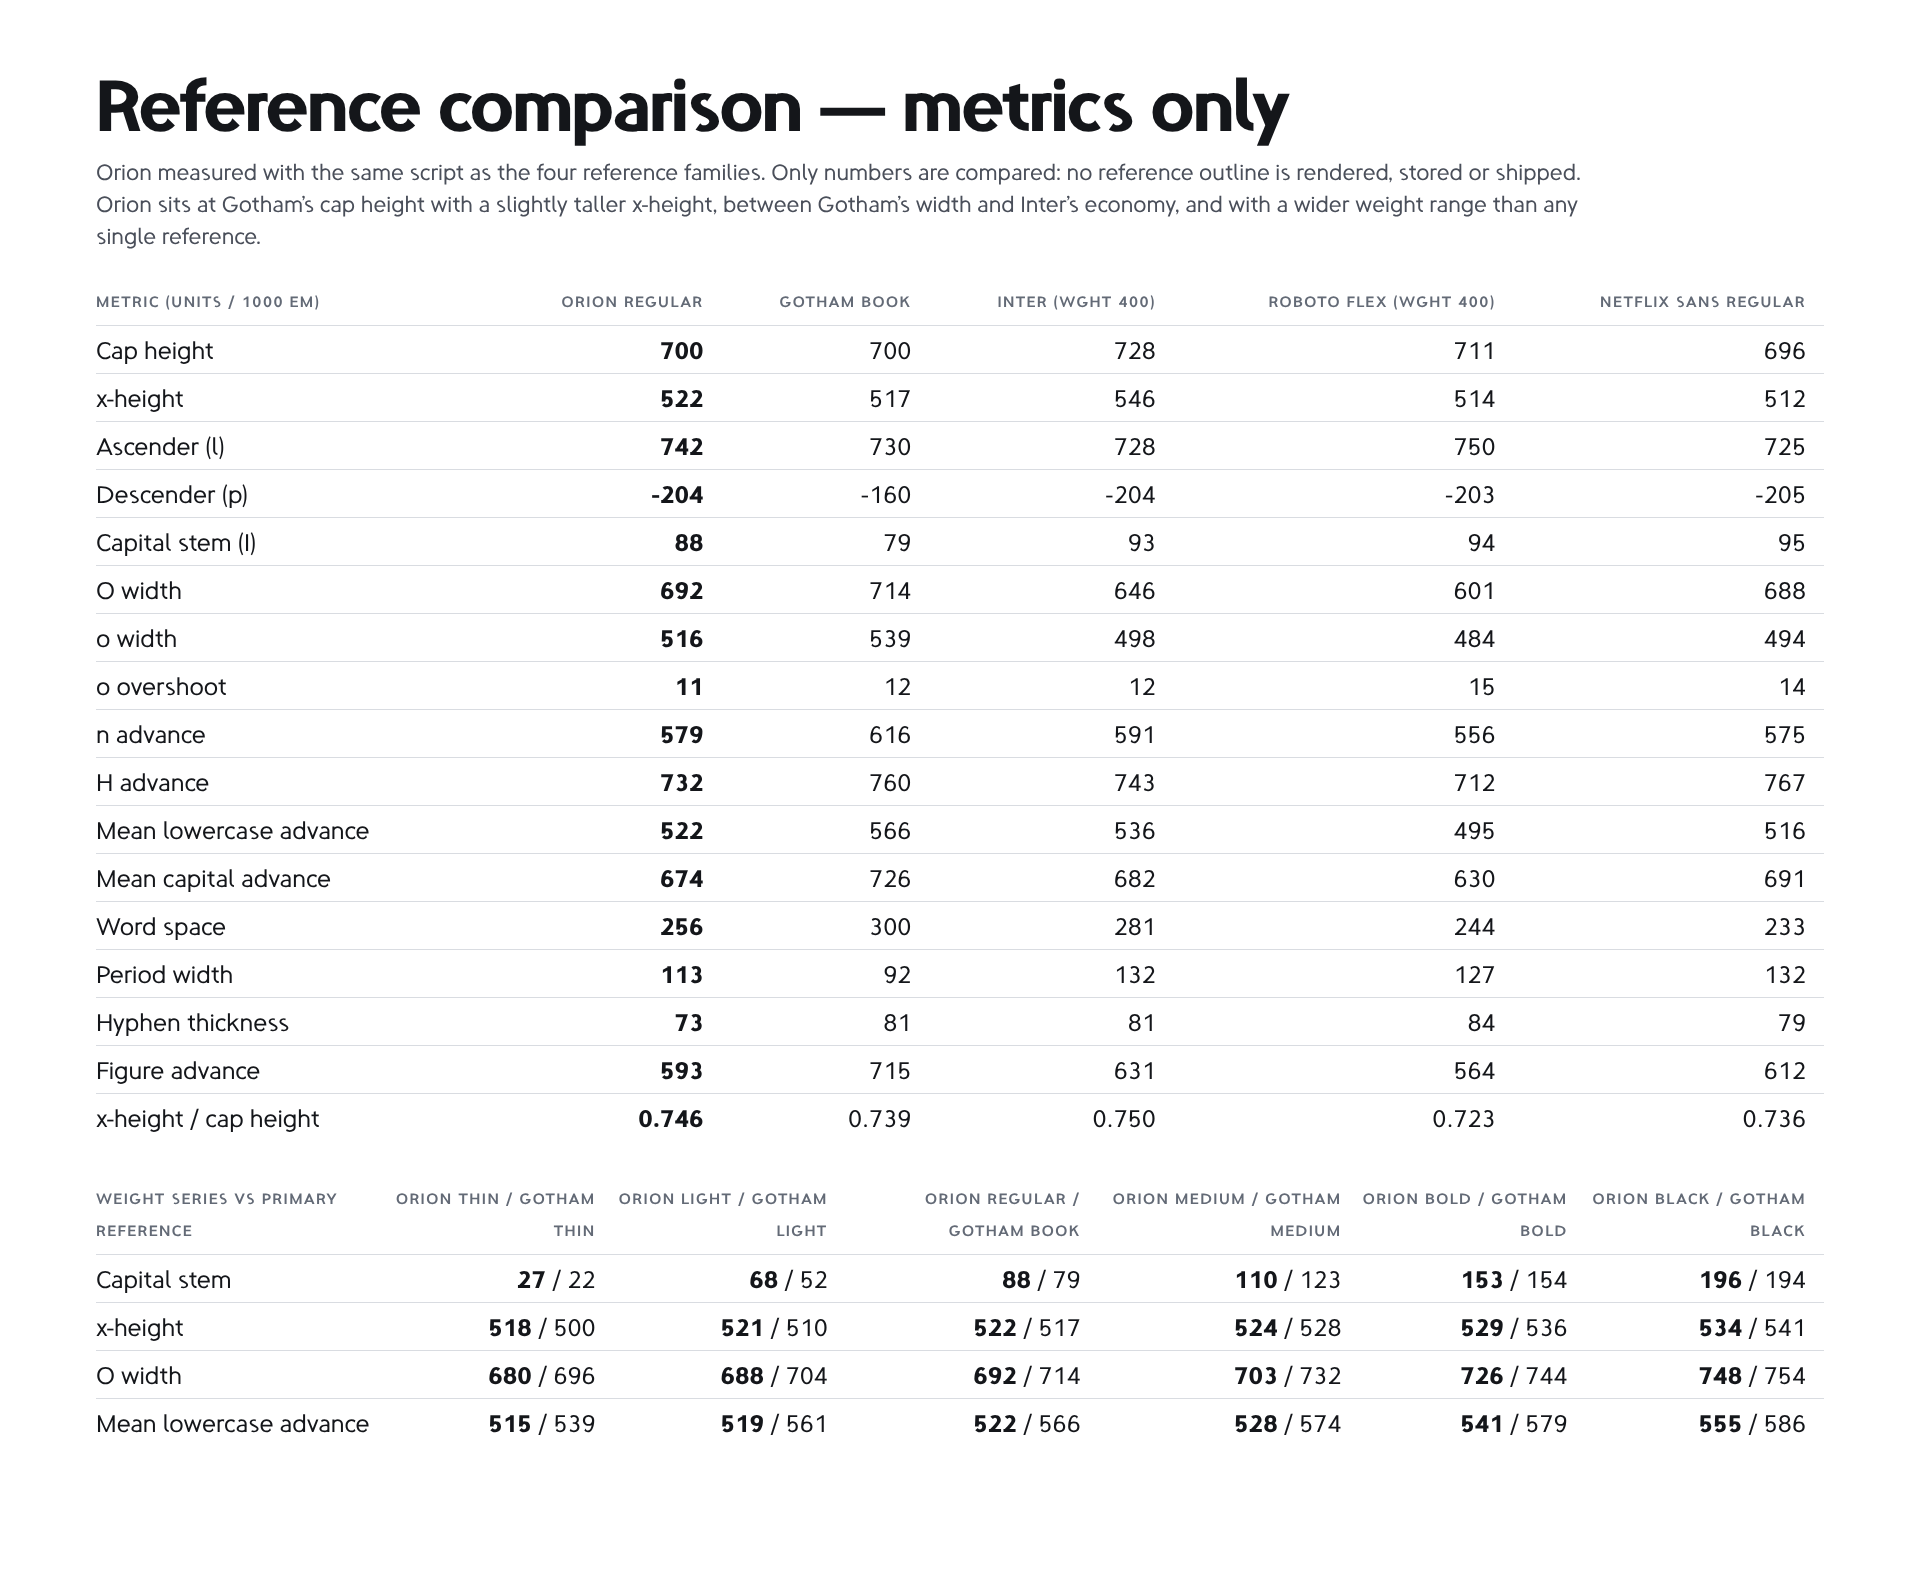 Reference comparison — metrics only
Orion measured with the same script as the four reference families. Only numbers are compared: no reference outline is rendered, stored or shipped.
Orion sits at Gotham’s cap height with a slightly taller x-height, between Gotham’s width and Inter’s economy, and with a wider weight range than any
single reference.
METRIC (UNITS / 1000 EM) ORION REGULAR GOTHAM BOOK INTER (WGHT 400) ROBOTO FLEX (WGHT 400) NETFLIX SANS REGULAR
Cap height 700 700 728 711 696
x-height 522 517 546 514 512
Ascender (l) 742 730 728 750 725
Descender (p) -204 -160 -204 -203 -205
Capital stem (I) 88 79 93 94 95
O width 692 714 646 601 688
o width 516 539 498 484 494
o overshoot 11 12 12 15 14
n advance 579 616 591 556 575
H advance 732 760 743 712 767
Mean lowercase advance 522 566 536 495 516
Mean capital advance 674 726 682 630 691
Word space 256 300 281 244 233
Period width 113 92 132 127 132
Hyphen thickness 73 81 81 84 79
Figure advance 593 715 631 564 612
x-height / cap height 0.746 0.739 0.750 0.723 0.736
WEIGHT SERIES VS PRIMARY ORION THIN / GOTHAM ORION LIGHT / GOTHAM ORION REGULAR / ORION MEDIUM / GOTHAM ORION BOLD / GOTHAM ORION BLACK / GOTHAM
REFERENCE THIN LIGHT GOTHAM BOOK MEDIUM BOLD BLACK
Capital stem 27 / 22 68 / 52 88 / 79 110 / 123 153 / 154 196 / 194
x-height 518 / 500 521 / 510 522 / 517 524 / 528 529 / 536 534 / 541
O width 680 / 696 688 / 704 692 / 714 703 / 732 726 / 744 748 / 754
Mean lowercase advance 515 / 539 519 / 561 522 / 566 528 / 574 541 / 579 555 / 586